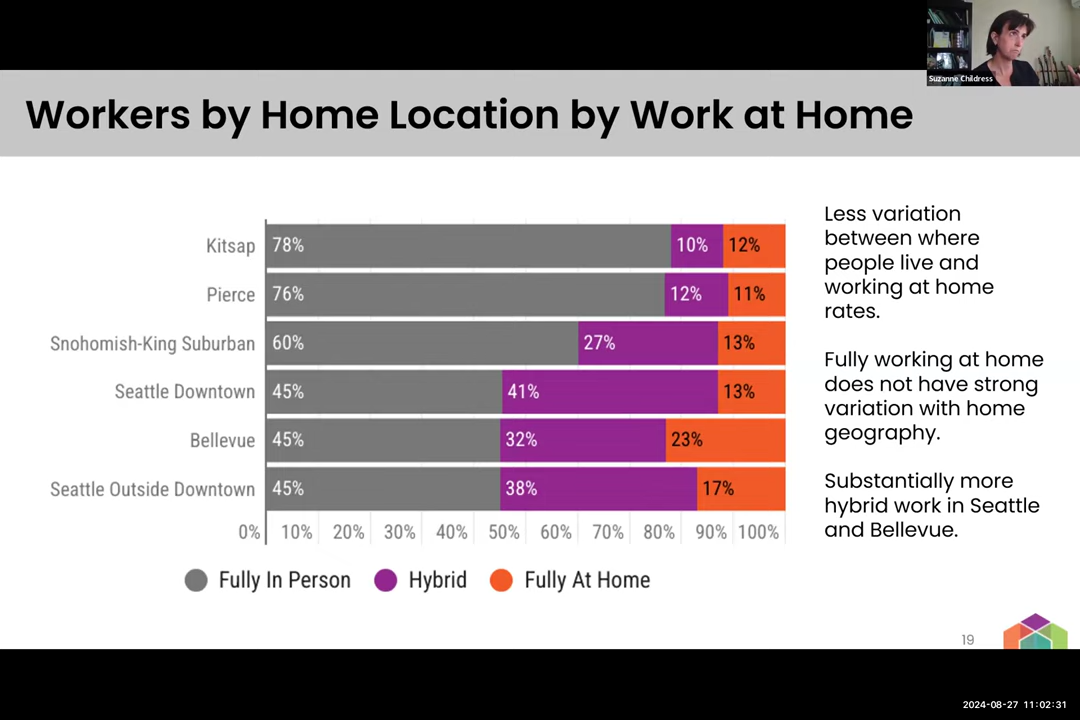 Suzanne Childress
Workers by Home Location by Work at Home
Kitsap 78% 10% 12%
Pierce 76% 12% 11%
Snohomish-King Suburban 60% 27% 13%
Seattle Downtown 45% 41% 13%
Bellevue 45% 32% 23%
Seattle Outside Downtown 45% 38% 17%
0% 10% 20% 30% 40% 50% 60% 70% 80% 90% 100%
Fully In Person Hybrid Fully At Home
Less variation
between where
people live and
working at home
rates.
Fully working at home
does not have strong
variation with home
geography.
Substantially more
hybrid work in Seattle
and Bellevue.
19
2024-08-27 11:02:31